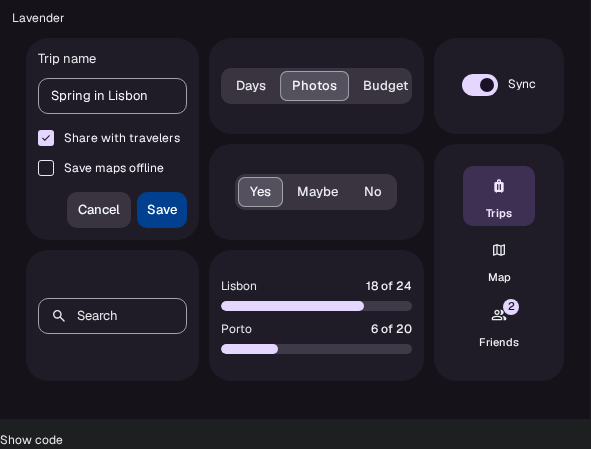 Lavender
Trip name
Spring in Lisbon
Share with travelers
Save maps offline
Cancel Save
Days Photos Budget
Sync
Yes Maybe No
Trips
Map
2
Friends
Search
Lisbon 18 of 24
Porto 6 of 20
Show code